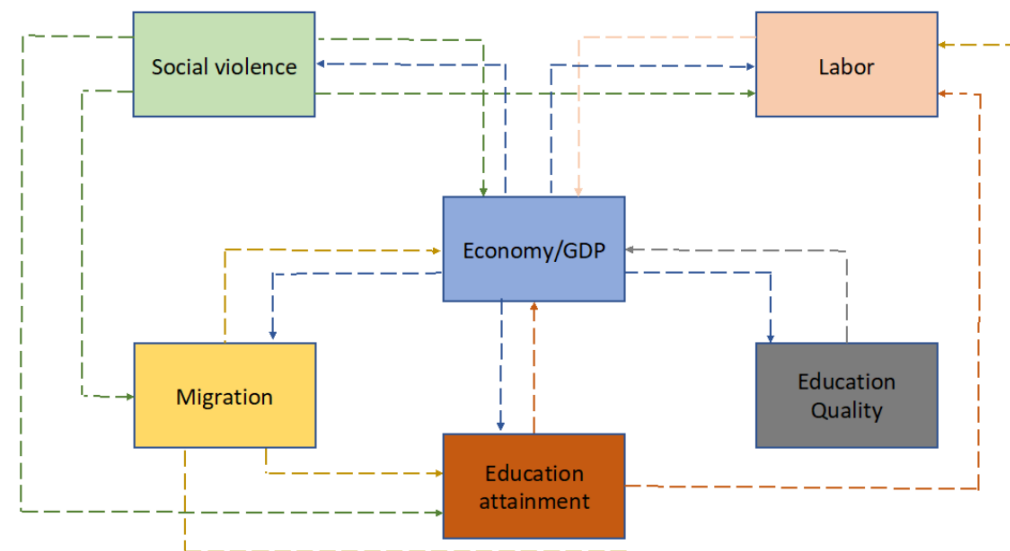 Social violence
Labor
Economy/GDP
Migration
Education
Quality
Education
attainment